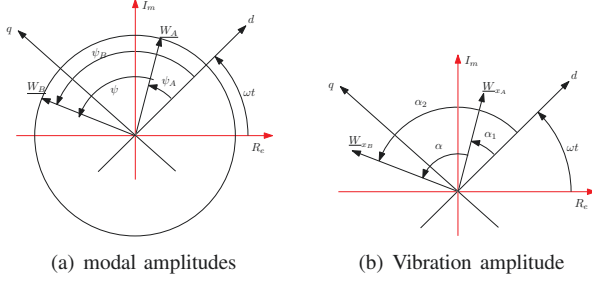 I_m
q
W_A
d
ψ_B
W_B
ψ
ψ_A
ωt
R_e
(a) modal amplitudes
I_m
q
d
W_{x_A}
α_2
W_{x_B}
α
α_1
ωt
R_e
(b) Vibration amplitude